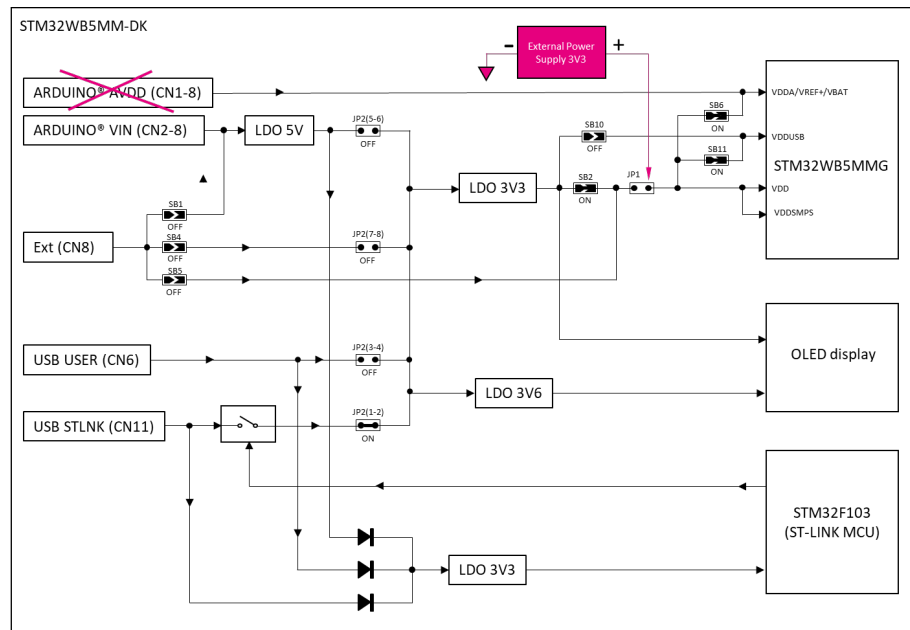 STM32WB5MM-DK
- External Power +
Supply 3V3
ARDUINO® AVDD (CN1-8)
VDDA/VREF+/VBAT
SB6
ON
ARDUINO® VIN (CN2-8)
LDO 5V
JP2(5-6)
OFF
SB10
OFF
VDDUSB
SB11
ON
STM32WB5MMG
LDO 3V3
SB2
ON
JP1
VDD
VDDSMPS
SB1
OFF
Ext (CN8)
SB4
OFF
JP2(7-8)
OFF
SB5
OFF
USB USER (CN6)
JP2(3-4)
OFF
OLED display
LDO 3V6
USB STLNK (CN11)
JP2(1-2)
ON
STM32F103
(ST-LINK MCU)
LDO 3V3